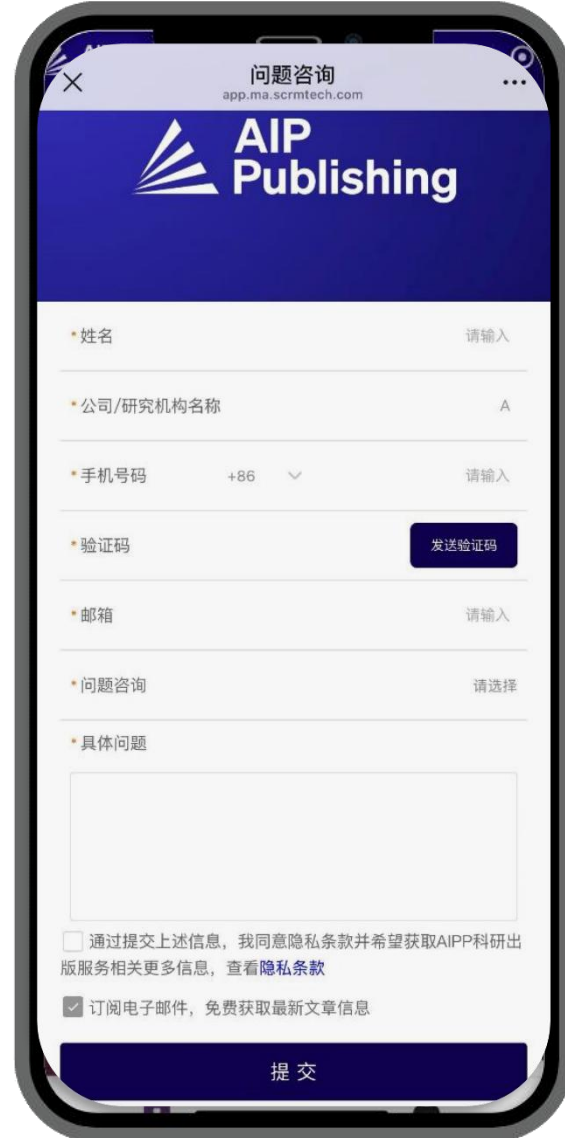 问题咨询
app.ma.scrmtech.com
AIP
Publishing
*姓名 请输入
*公司/研究机构名称 A
*手机号码 +86 请输入
*验证码 发送验证码
*邮箱 请输入
*问题咨询 请选择
*具体问题
通过提交上述信息，我同意隐私条款并希望获取AIPP科研出
版服务相关更多信息，查看隐私条款
订阅电子邮件，免费获取最新文章信息
提交